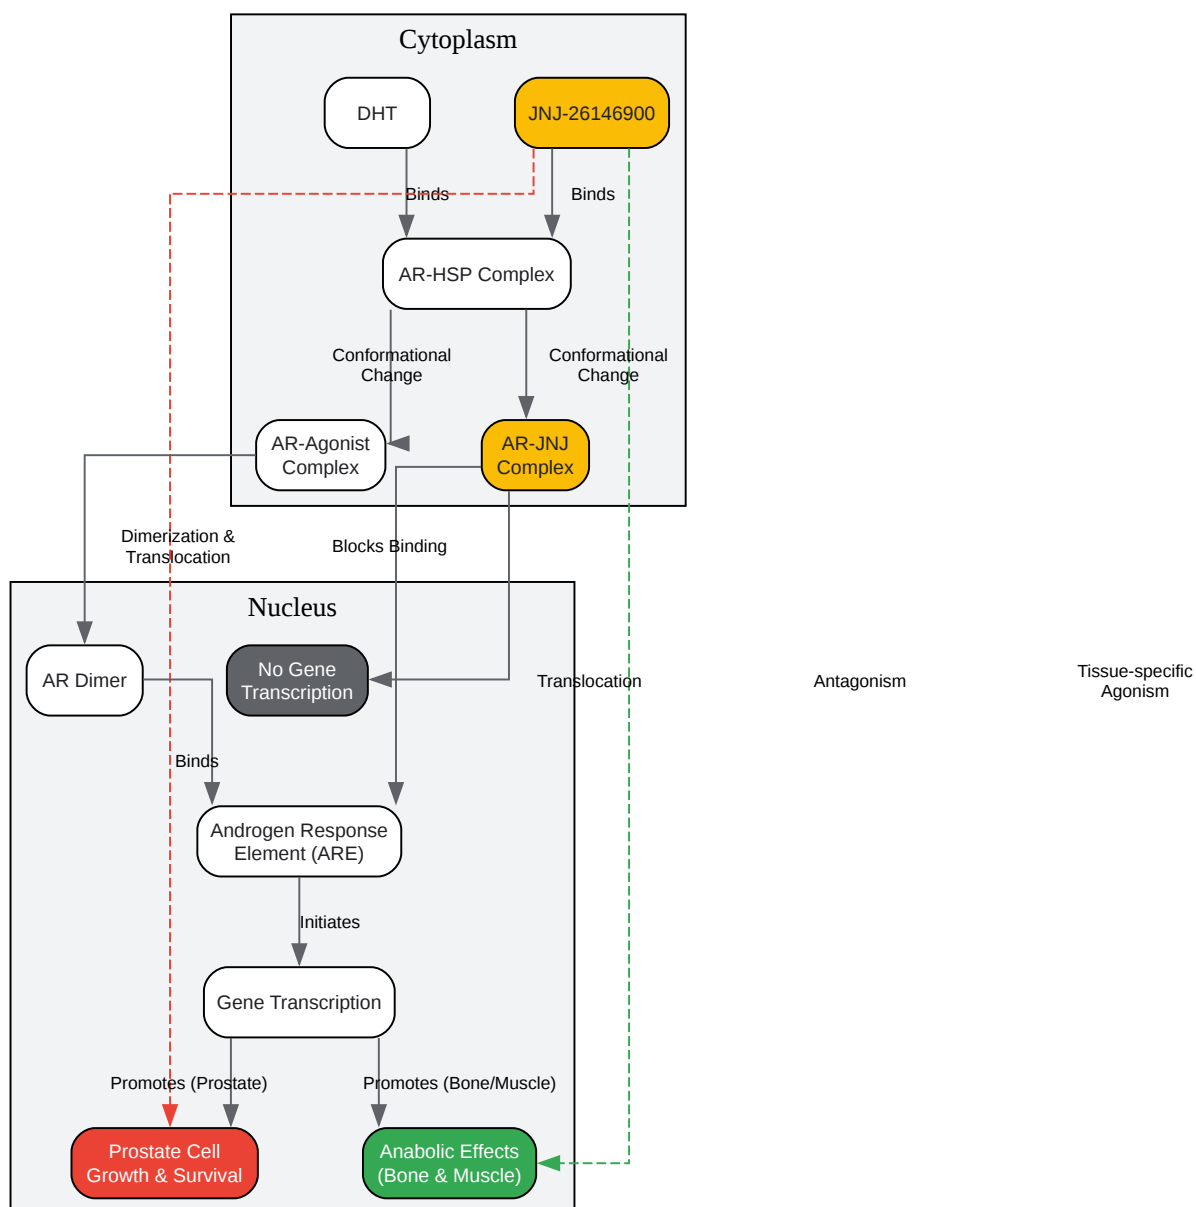 Cytoplasm
DHT
JNJ-26146900
Binds
Binds
AR-HSP Complex
Conformational
Change
Conformational
Change
AR-Agonist
Complex
AR-JNJ
Complex
Dimerization &
Translocation
Blocks Binding
Nucleus
AR Dimer
No Gene
Transcription
Translocation
Antagonism
Tissue-specific
Agonism
Binds
Androgen Response
Element (ARE)
Initiates
Gene Transcription
Promotes (Prostate)
Promotes (Bone/Muscle)
Prostate Cell
Growth & Survival
Anabolic Effects
(Bone & Muscle)